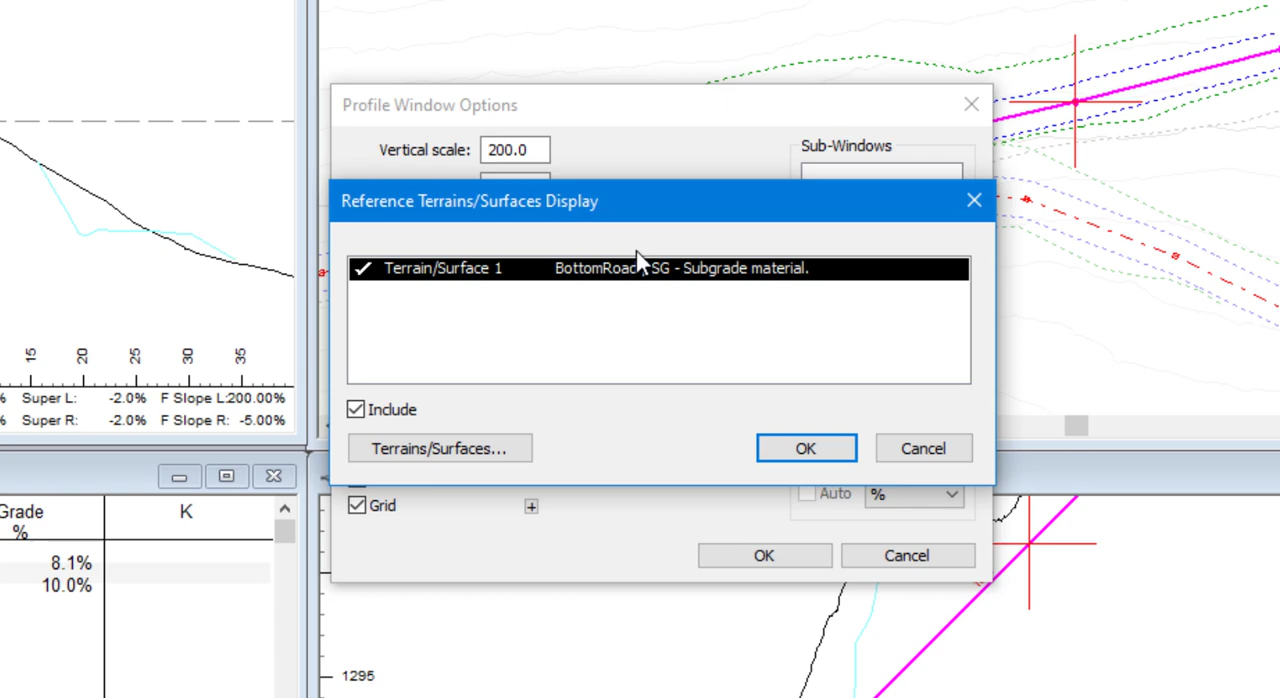 Profile Window Options
Vertical scale: 200.0
Sub-Windows
Reference Terrains/Surfaces Display
Terrain/Surface 1 BottomRoad SG - Subgrade material.
15 20 25 30 35
% Super L: -2.0% F Slope L:200.00%
% Super R: -2.0% F Slope R: -5.00%
Include
Terrains/Surfaces...
OK
Cancel
Grid
Auto
%
OK
Cancel
Grade
%
K
8.1%
10.0%
1295